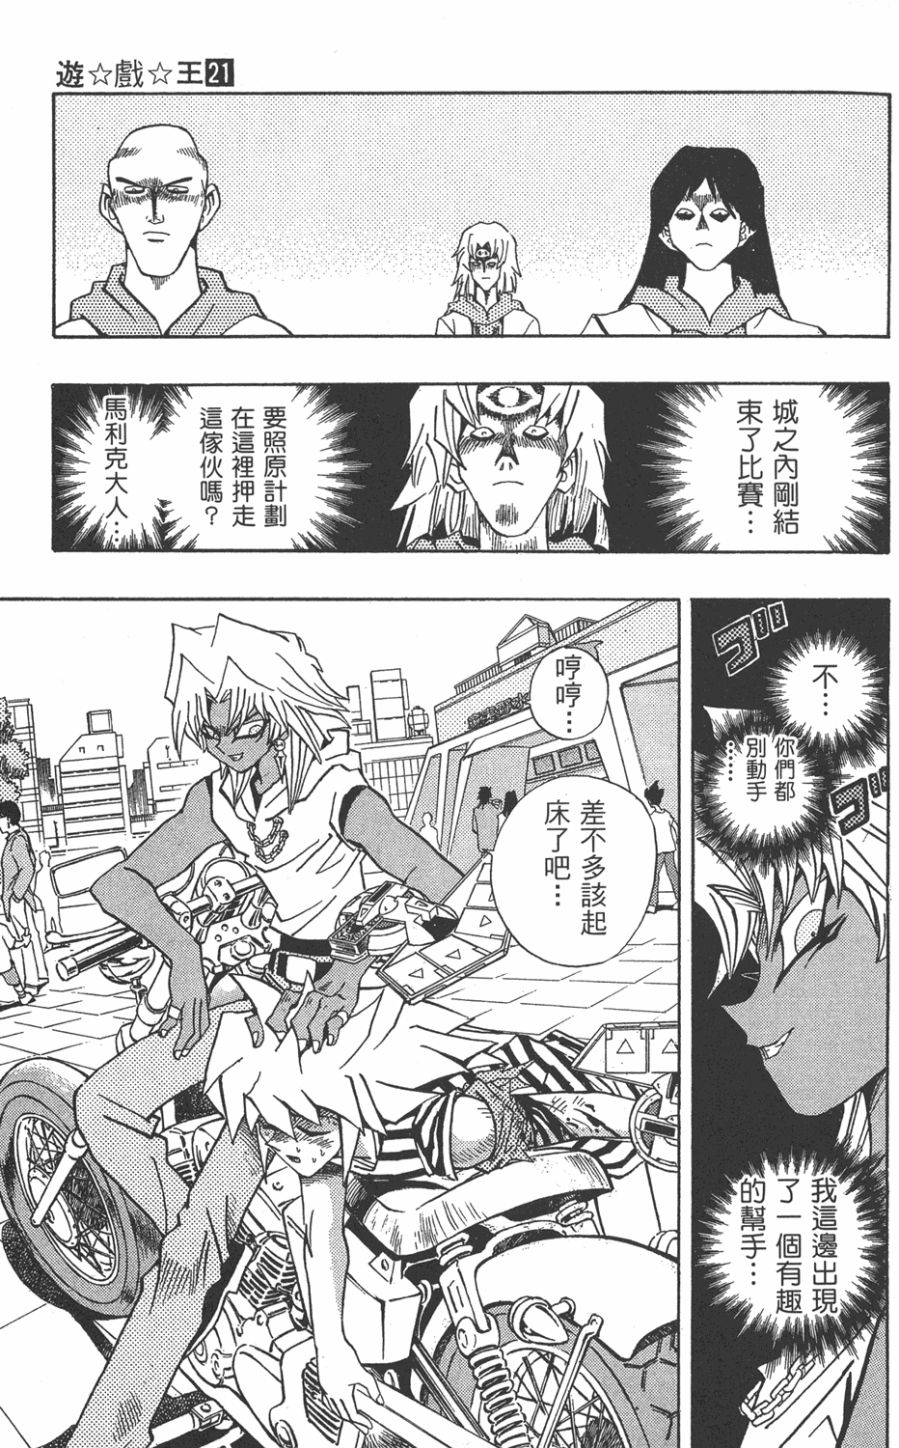 遊☆戲☆王21
城之內剛結
束了比賽…
要照原計劃
在這裡押走
這傢伙嗎？
馬利克大人…
ゴ
不…
你們都
別動手
……
ゴ
我這邊出現
了一個有趣
的幫手…
哼哼…
差不多該起
床了吧…